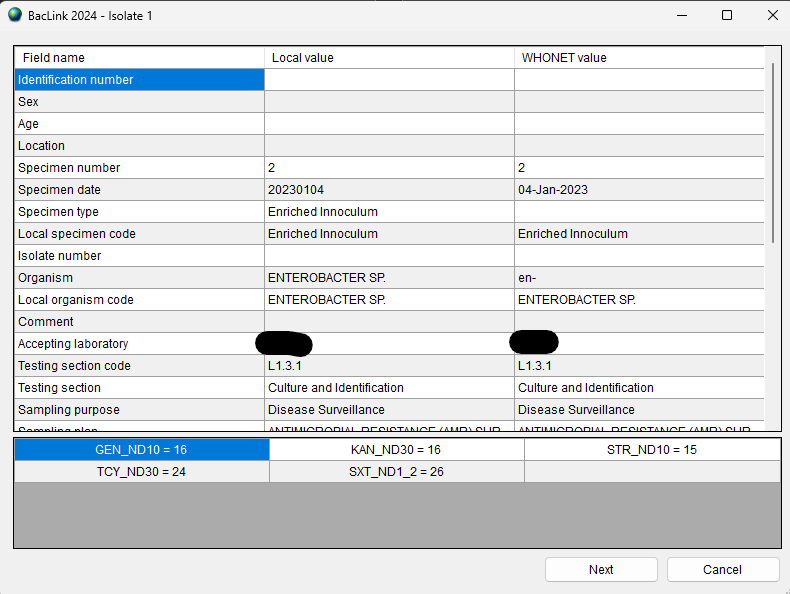 BacLink 2024 - Isolate 1
Field name Local value WHONET value
Identification number
Sex
Age
Location
Specimen number 2 2
Specimen date 20230104 04-Jan-2023
Specimen type Enriched Innoculum
Local specimen code Enriched Innoculum Enriched Innoculum
Isolate number
Organism ENTEROBACTER SP. en-
Local organism code ENTEROBACTER SP. ENTEROBACTER SP.
Comment
Accepting laboratory
Testing section code L1.3.1 L1.3.1
Testing section Culture and Identification Culture and Identification
Sampling purpose Disease Surveillance Disease Surveillance
Sampling plan ANTIMICROBIAL RESISTANCE (AMR) SUR ANTIMICROBIAL RESISTANCE (AMR) SUR
GEN_ND10 = 16 KAN_ND30 = 16 STR_ND10 = 15
TCY_ND30 = 24 SXT_ND1_2 = 26
Next Cancel